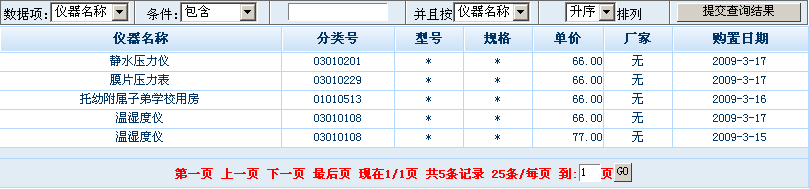 数据项: 仪器名称 条件: 包含 并且按 仪器名称 升序 排列 提交查询结果
仪器名称 分类号 型号 规格 单价 厂家 购置日期
静水压力仪 03010201 * * 66.00 无 2009-3-17
膜片压力表 03010229 * * 66.00 无 2009-3-17
托幼附属子弟学校用房 01010513 * * 66.00 无 2009-3-16
温湿度仪 03010108 * * 66.00 无 2009-3-17
温湿度仪 03010108 * * 77.00 无 2009-3-15
第一页 上一页 下一页 最后页 现在1/1页 共5条记录 25条/每页 到: 1 页 GO